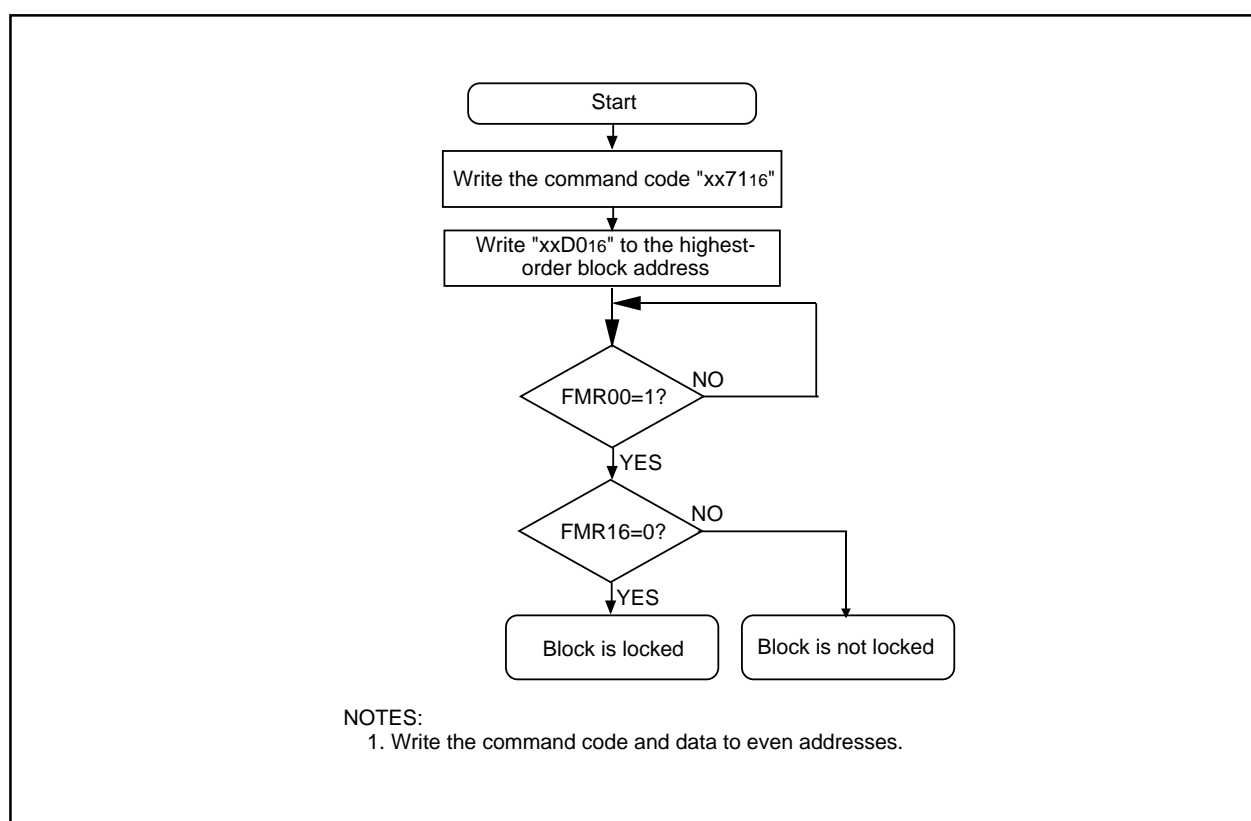 Start
Write the command code "xx7116"
Write "xxD016" to the highest-
order block address
NO
FMR00=1?
YES
NO
FMR16=0?
YES
Block is locked
Block is not locked
NOTES:
1. Write the command code and data to even addresses.